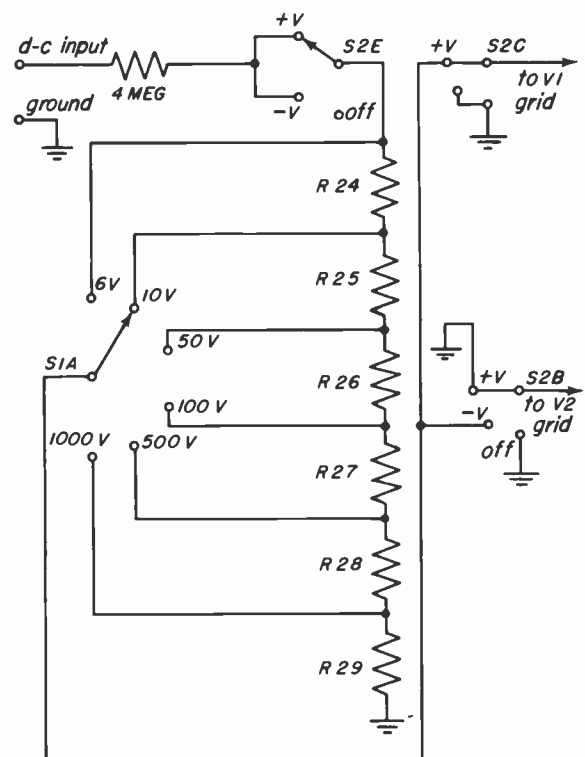 d-c input
4 MEG
+V
S2E
-V
off
ground
+V
S2C
to V1
grid
R 24
R 25
R 26
R 27
R 28
R 29
6V
10V
50 V
S1A
100 V
1000 V
500 V
+V
S2B
to V2
grid
-V
off